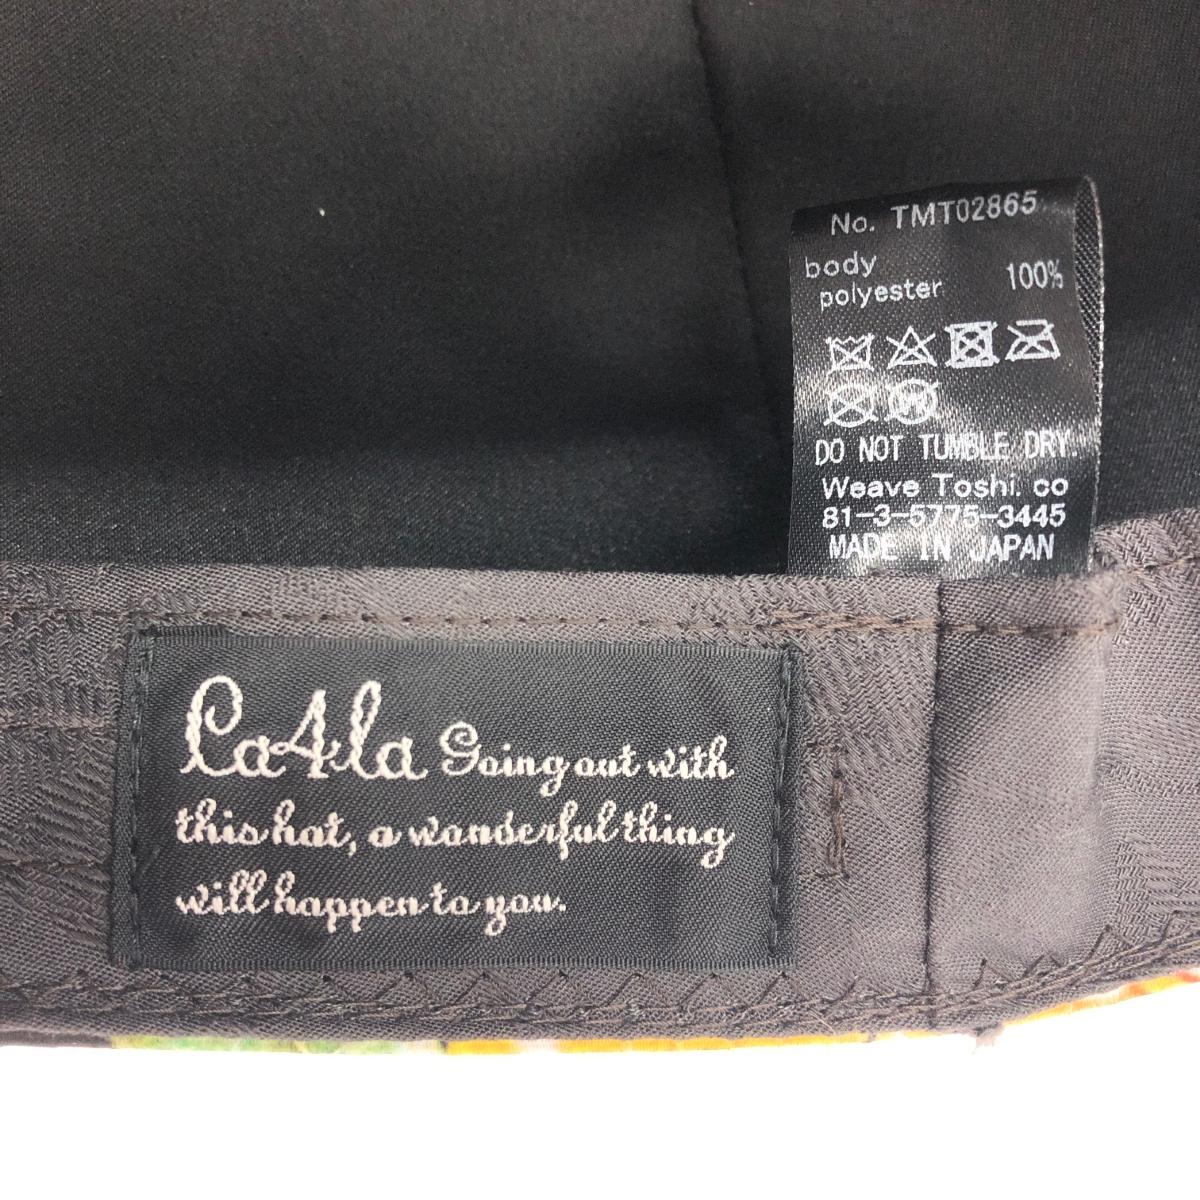 No. TMT02865
body
polyester 100%
DO NOT TUMBLE DRY.
Weave Toshi. co
81-3-5775-3445
MADE IN JAPAN
Ca4la Going out with
this hat, a wonderful thing
will happen to you.